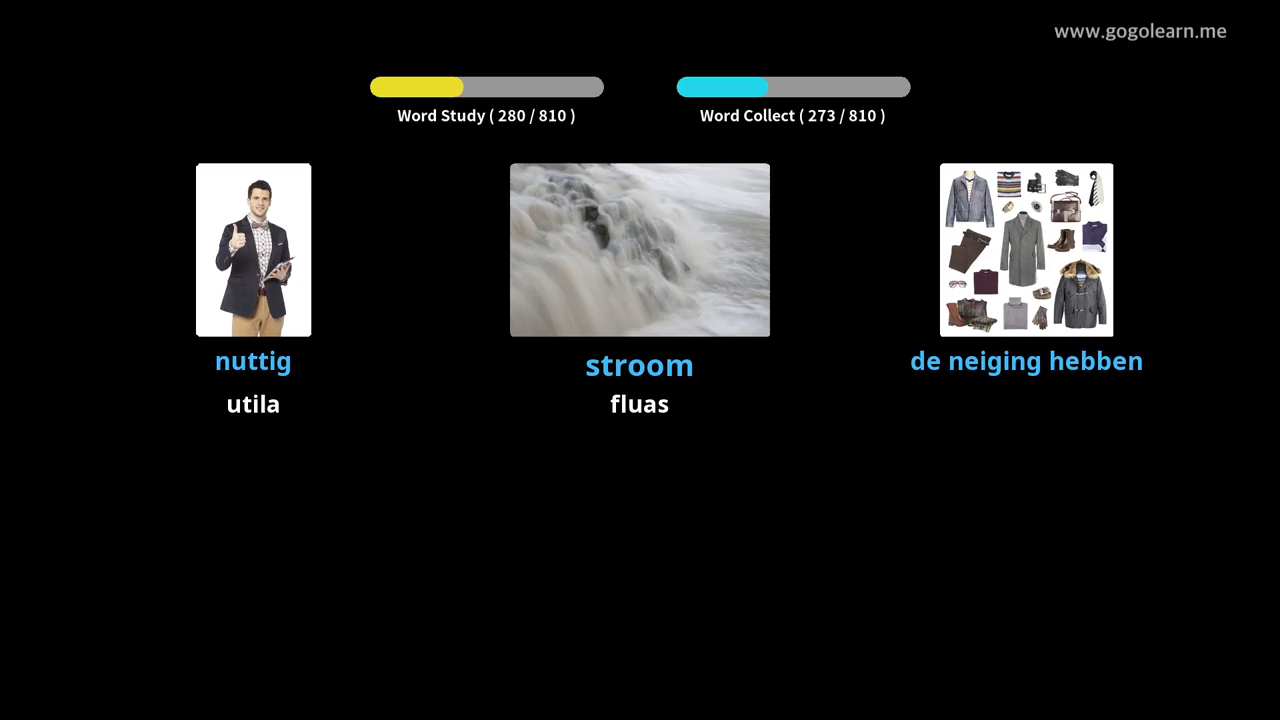 www.gogolearn.me
Word Study ( 280 / 810 )
Word Collect ( 273 / 810 )
nuttig
utila
stroom
fluas
de neiging hebben